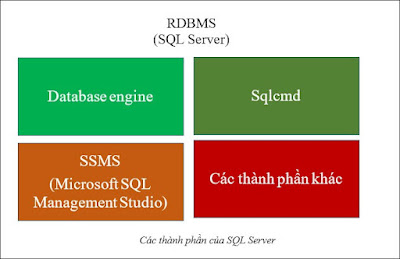 RDBMS
(SQL Server)
Database engine
Sqlcmd
SSMS
(Microsoft SQL
Management Studio)
Các thành phần khác
Các thành phần của SQL Server